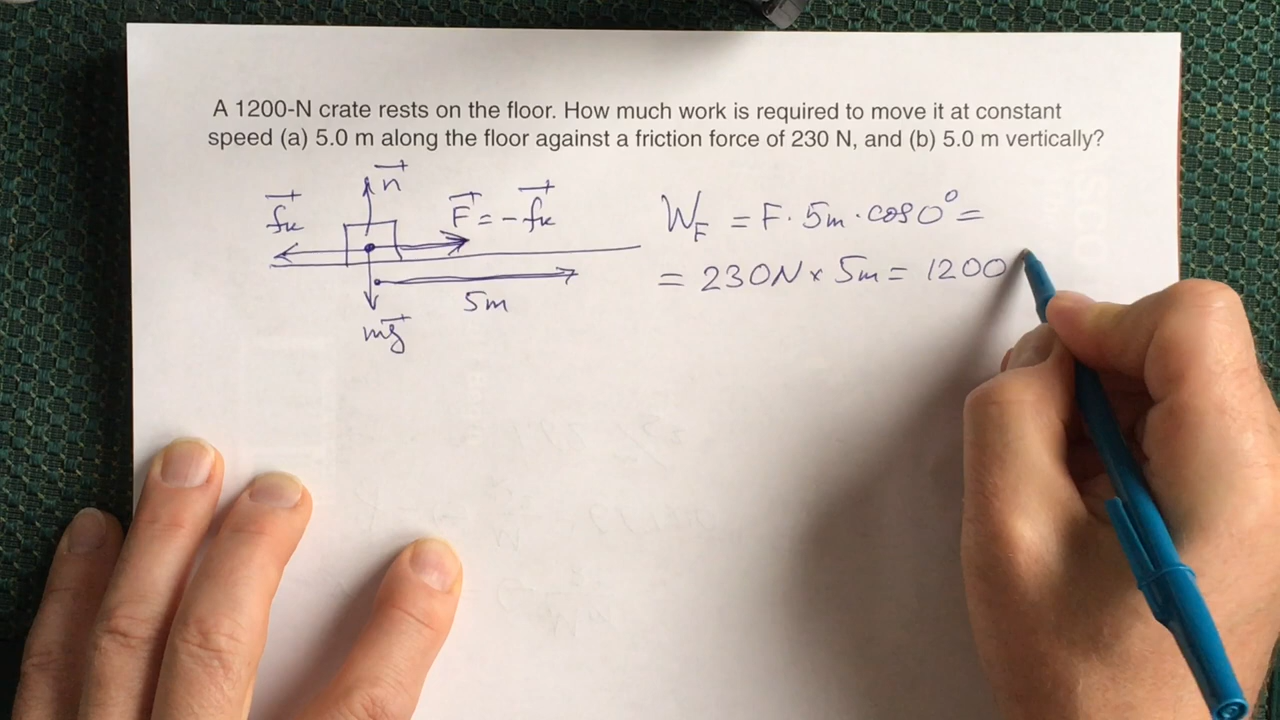 A 1200-N crate rests on the floor. How much work is required to move it at constant
speed (a) 5.0 m along the floor against a friction force of 230 N, and (b) 5.0 m vertically?
n
fk
F = -fk
5m
mg
WF = F · 5m · cos0° =
= 230N × 5m = 1200